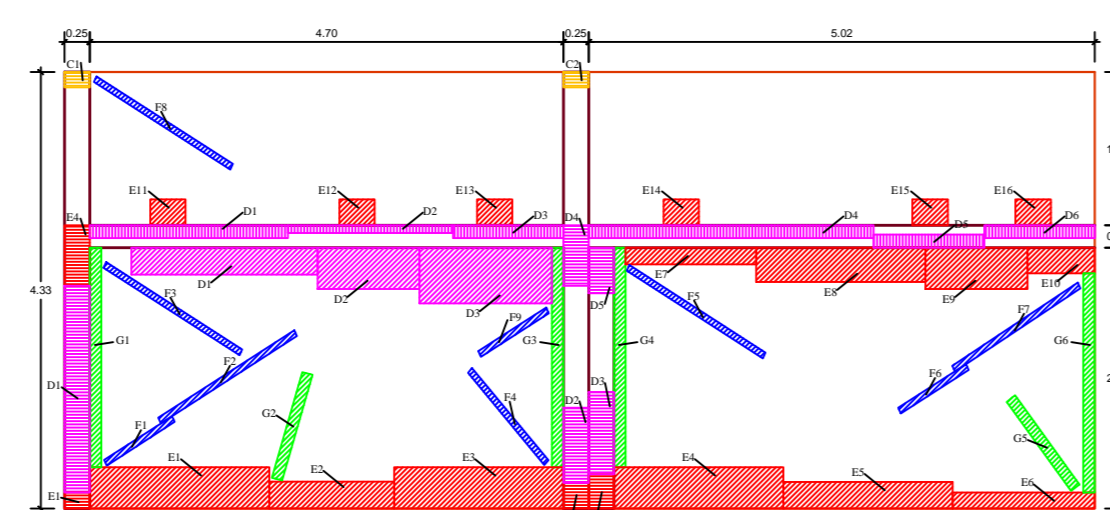 0.25 4.70 0.25 5.02
C1 C2
F8
E11 E12 E13 E14 E15 E16
E4 D1 D2 D3 D4 D4 D5 D6
4.33
D1 D2 D3 D5 E7 E8 E9 E10
F3 F9 F5 F7
G1 F2 G3 G4 G6
D1 G2 F4 D2 D3 F6
F1 G5
E1 E1 E2 E3 E4 E5 E6